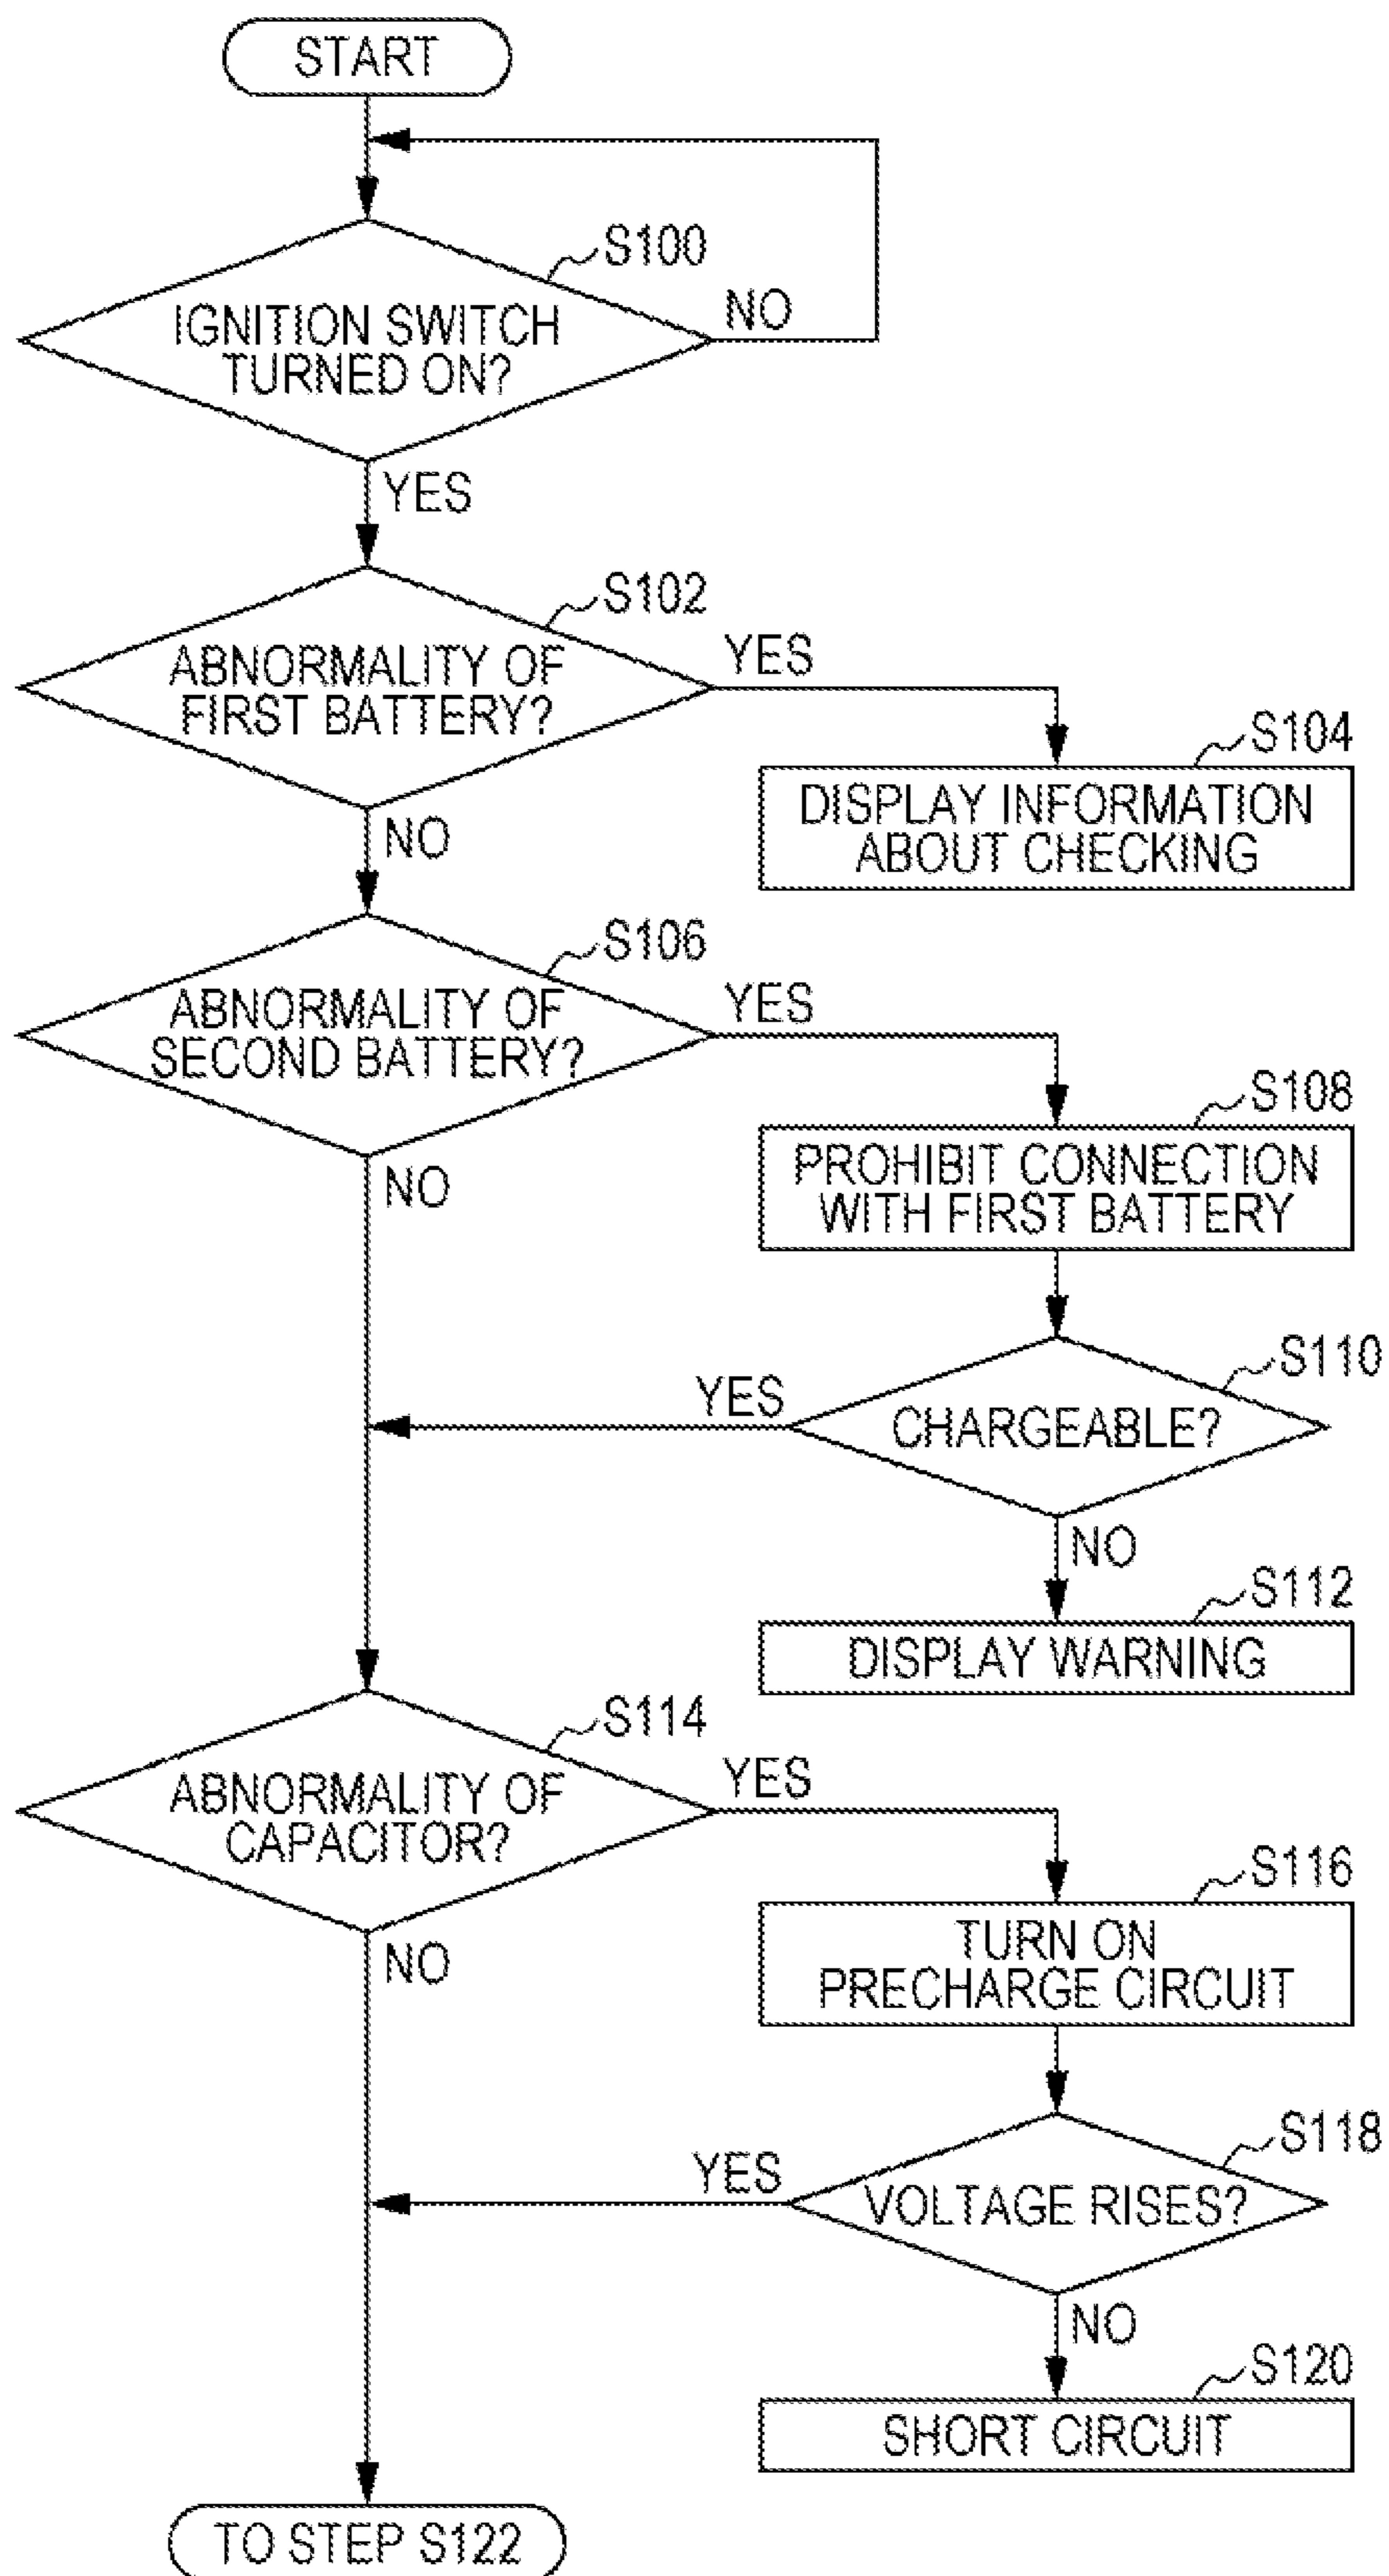 START
S100
IGNITION SWITCH
TURNED ON?
NO
YES
S102
ABNORMALITY OF
FIRST BATTERY?
YES
S104
DISPLAY INFORMATION
ABOUT CHECKING
NO
S106
ABNORMALITY OF
SECOND BATTERY?
YES
S108
PROHIBIT CONNECTION
WITH FIRST BATTERY
NO
S110
CHARGEABLE?
YES
NO
S112
DISPLAY WARNING
S114
ABNORMALITY OF
CAPACITOR?
YES
S116
TURN ON
PRECHARGE CIRCUIT
NO
S118
VOLTAGE RISES?
YES
NO
S120
SHORT CIRCUIT
TO STEP S122